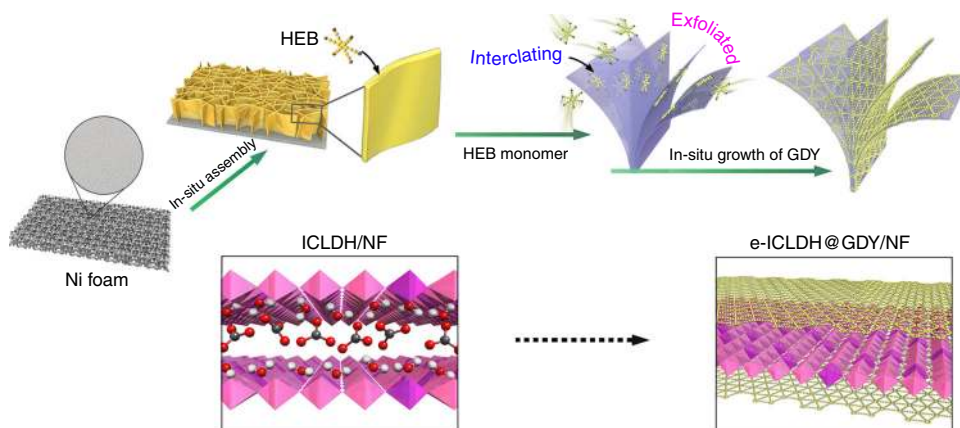 HEB
Interclating
Exfoliated
In-situ assembly
HEB monomer
In-situ growth of GDY
Ni foam
ICLDH/NF
e-ICLDH@GDY/NF